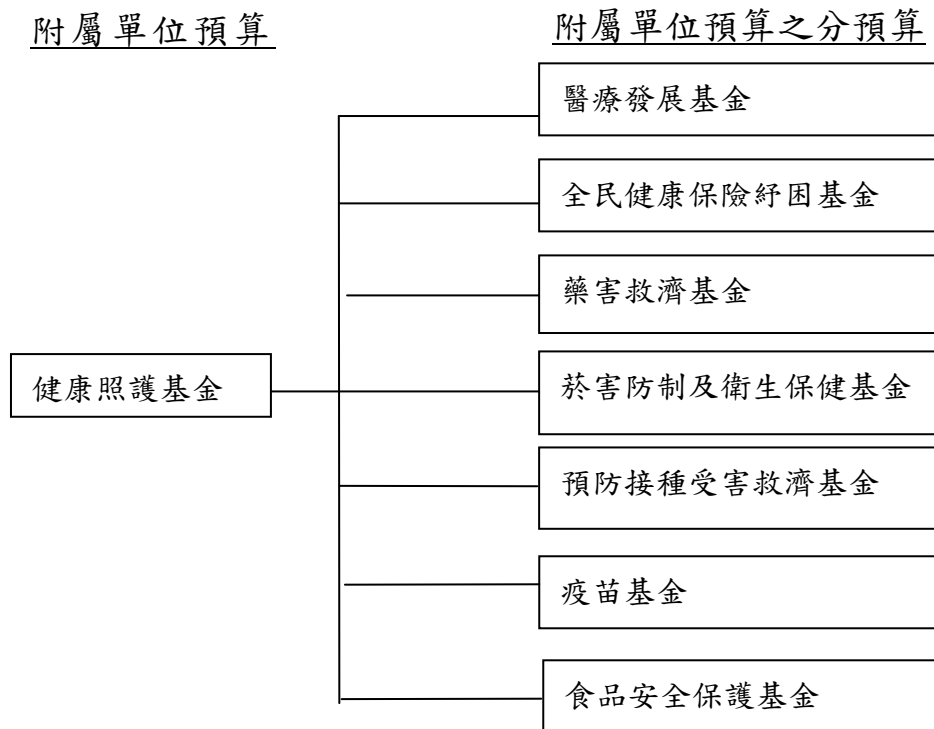 附屬單位預算
附屬單位預算之分預算
醫療發展基金
全民健康保險紓困基金
藥害救濟基金
健康照護基金
菸害防制及衛生保健基金
預防接種受害救濟基金
疫苗基金
食品安全保護基金